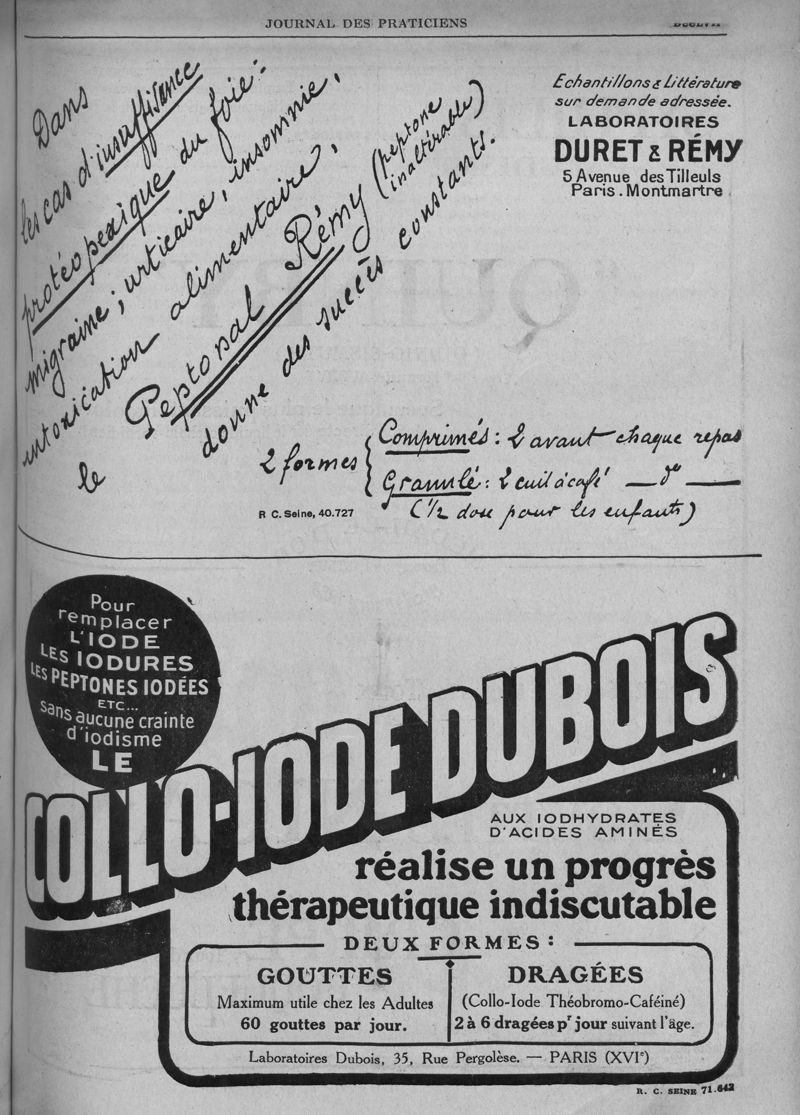 JOURNAL DES PRATICIENS
Dans
les cas d'insuffisance
protéopexique du foie :
migraine ; urticaire, insomnie,
intoxication alimentaire,
le Peptonal Rémy (peptone
inaltérable)
donne des succès constants.
Echantillons & Littérature
sur demande adressée.
LABORATOIRES
DURET & RÉMY
5 Avenue des Tilleuls
Paris. Montmartre
2 formes { Comprimés : 2 avant chaque repas
Granulé : 2 cuil à café — do —
(1/2 dose pour les enfants)
R C. Seine, 40.727
Pour
remplacer
L'IODE
LES IODURES
LES PEPTONES IODÉES
ETC...
sans aucune crainte
d'iodisme
LE
COLLO-IODE DUBOIS
AUX IODHYDRATES
D'ACIDES AMINÉS
réalise un progrès
thérapeutique indiscutable
DEUX FORMES :
GOUTTES
Maximum utile chez les Adultes
60 gouttes par jour.
DRAGÉES
(Collo-Iode Théobromo-Caféiné)
2 à 6 dragées pr jour suivant l'âge.
Laboratoires Dubois, 35, Rue Pergolèse. — PARIS (XVIe)
R. C. SEINE 71.642